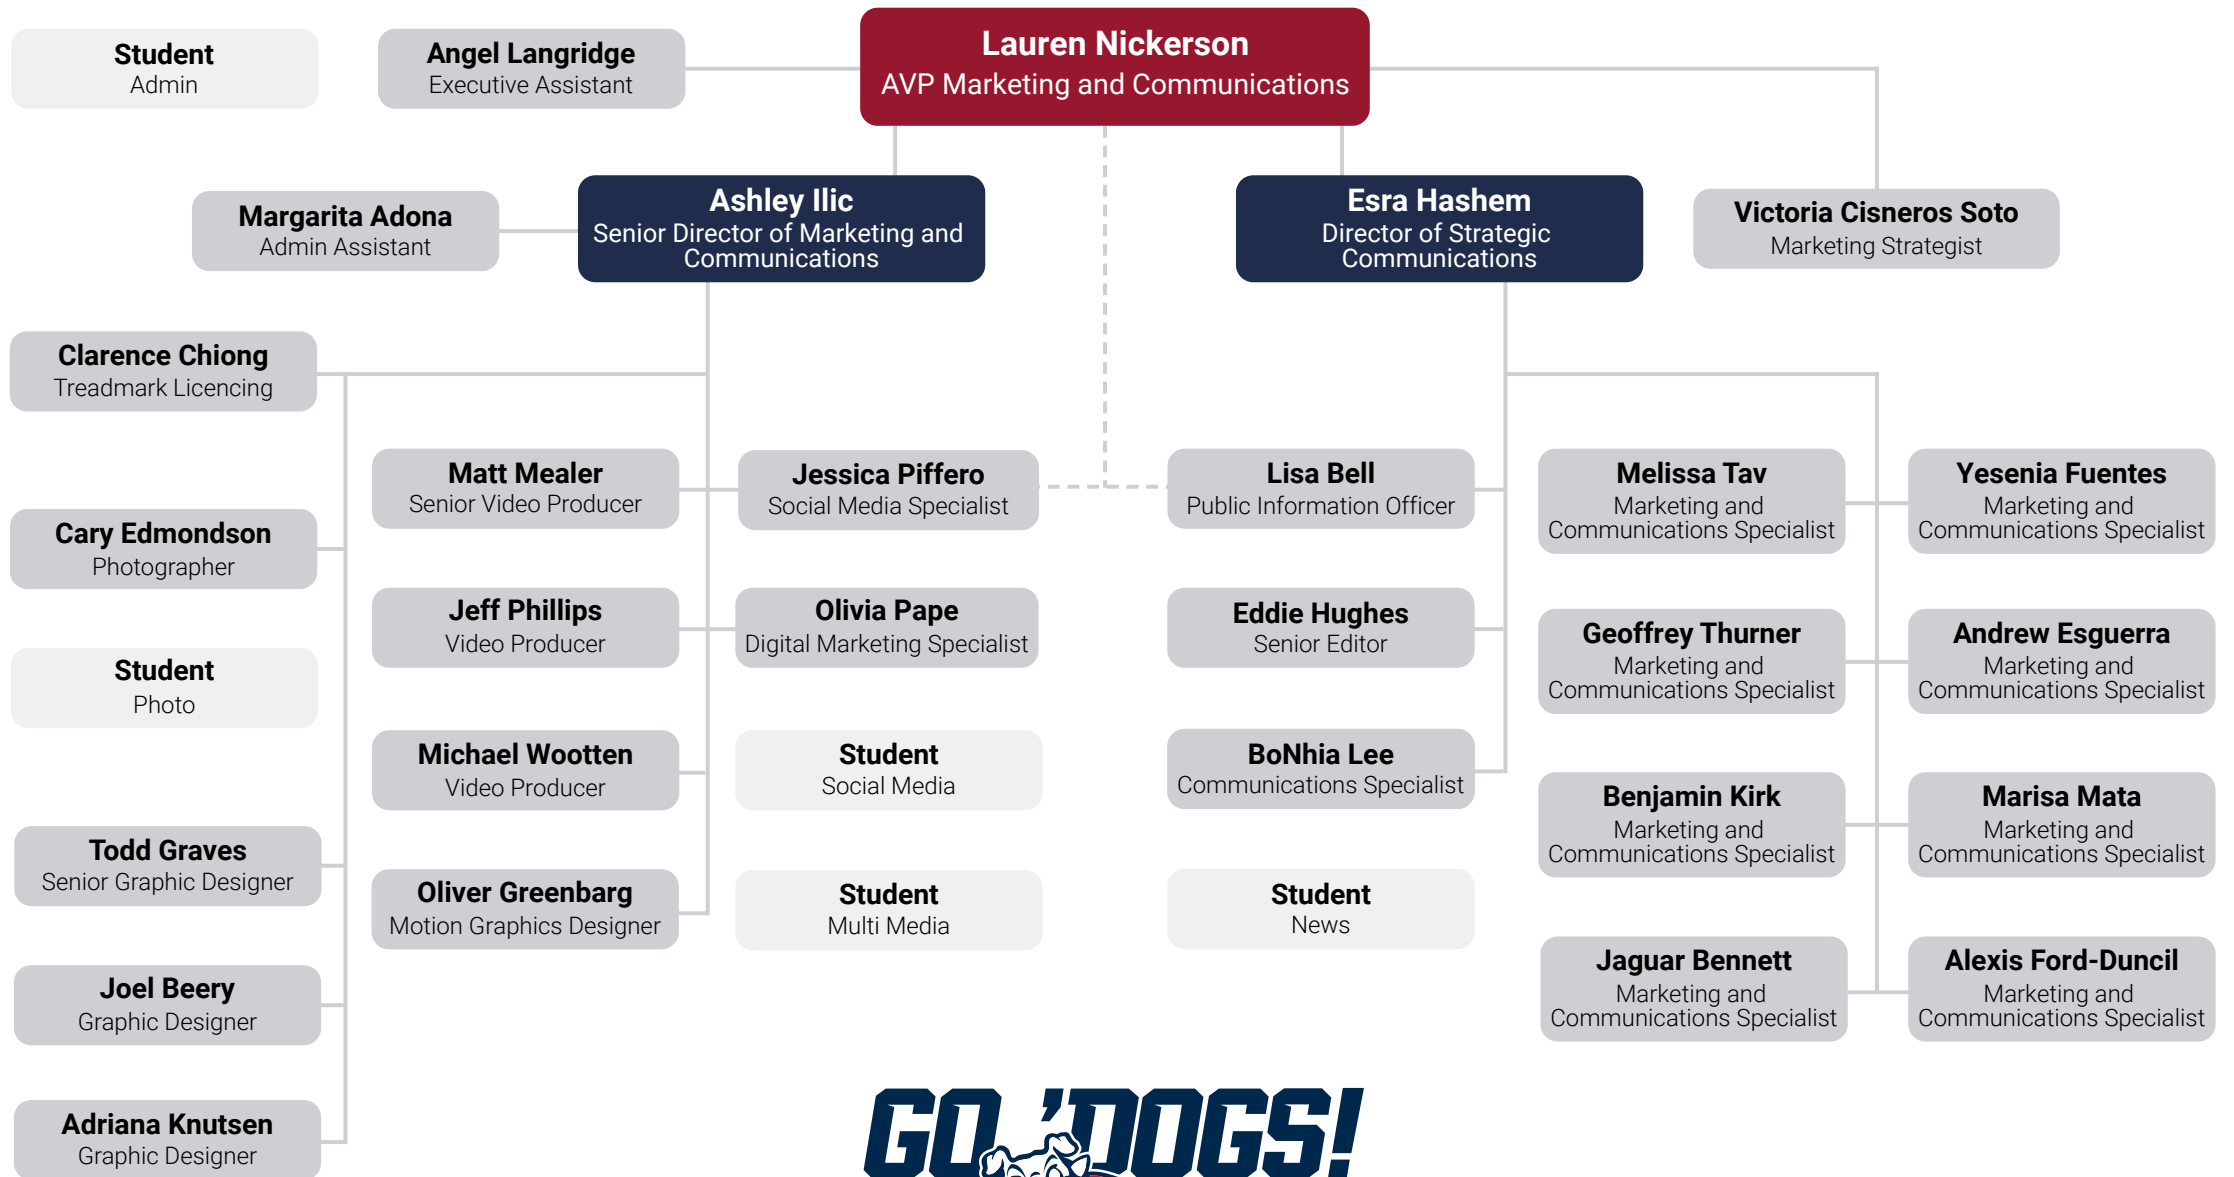 Student
Admin
Angel Langridge
Executive Assistant
Lauren Nickerson
AVP Marketing and Communications
Margarita Adona
Admin Assistant
Ashley Ilic
Senior Director of Marketing and
Communications
Esra Hashem
Director of Strategic
Communications
Victoria Cisneros Soto
Marketing Strategist
Clarence Chiong
Treadmark Licencing
Cary Edmondson
Photographer
Student
Photo
Todd Graves
Senior Graphic Designer
Joel Beery
Graphic Designer
Adriana Knutsen
Graphic Designer
Matt Mealer
Senior Video Producer
Jeff Phillips
Video Producer
Michael Wootten
Video Producer
Oliver Greenbarg
Motion Graphics Designer
Jessica Piffero
Social Media Specialist
Olivia Pape
Digital Marketing Specialist
Student
Social Media
Student
Multi Media
Lisa Bell
Public Information Officer
Eddie Hughes
Senior Editor
BoNhia Lee
Communications Specialist
Student
News
Melissa Tav
Marketing and
Communications Specialist
Geoffrey Thurner
Marketing and
Communications Specialist
Benjamin Kirk
Marketing and
Communications Specialist
Jaguar Bennett
Marketing and
Communications Specialist
Yesenia Fuentes
Marketing and
Communications Specialist
Andrew Esguerra
Marketing and
Communications Specialist
Marisa Mata
Marketing and
Communications Specialist
Alexis Ford-Duncil
Marketing and
Communications Specialist
GO 'DOGS!